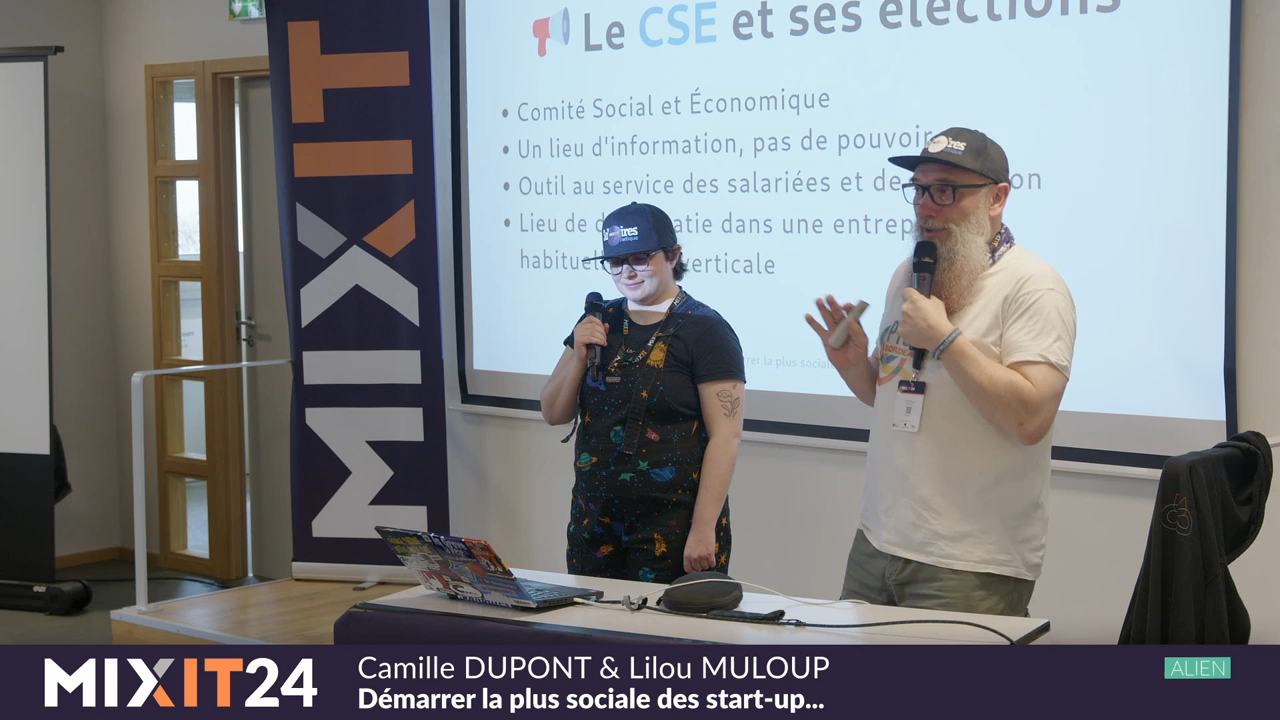 Le CSE et ses élections
• Comité Social et Économique
• Un lieu d'information, pas de pouvoir
• Outil au service des salariées et de
• Lieu de dans une
verticale
MIXIT
MIXIT24
Camille DUPONT & Lilou MULOUP
Démarrer la plus sociale des start-up...
ALIEN